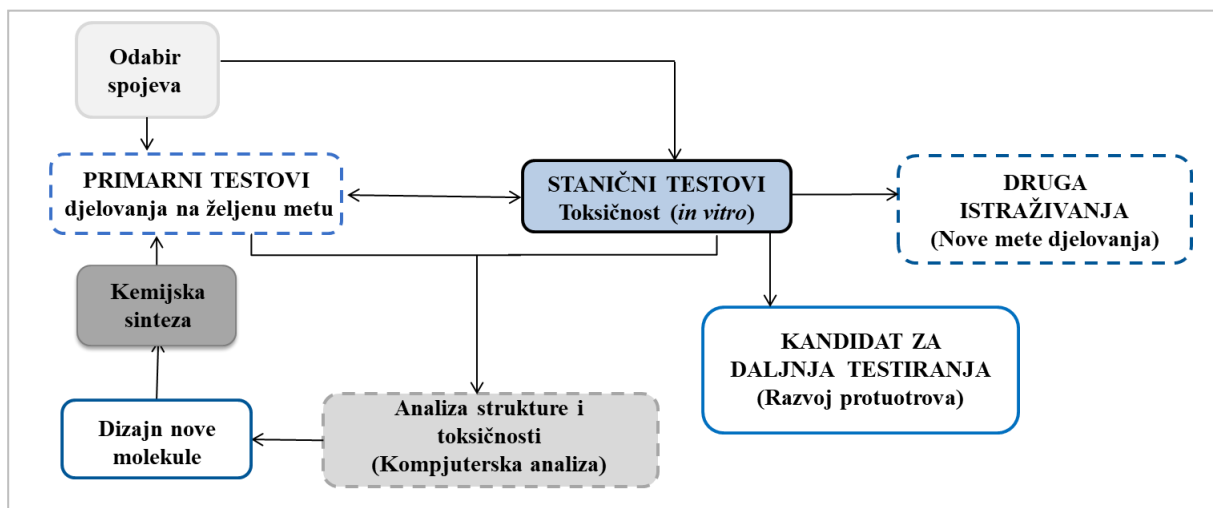 Odabir
spojeva
PRIMARNI TESTOVI
djelovanja na željenu metu
STANIČNI TESTOVI
Toksičnost (in vitro)
DRUGA
ISTRAŽIVANJA
(Nove mete djelovanja)
Kemijska
sinteza
KANDIDAT ZA
DALJNJA TESTIRANJA
(Razvoj protuotrova)
Dizajn nove
molekule
Analiza strukture i
toksičnosti
(Kompjuterska analiza)